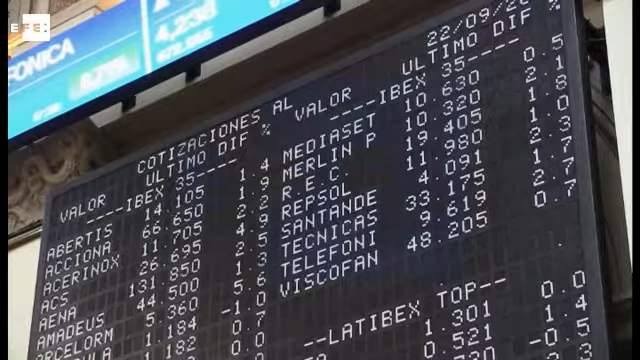 EFE:
FONICA
4,238
COTIZACIONES AL 22/09/20
VALOR ULTIMO DIF %
----IBEX 35----
ABERTIS 14.105 1.4
ACCIONA 66.650 1.9
ACERINOX 11.705 2.2
ACS 26.695 4.9
AENA 131.850 2.5
AMADEUS 44.500 1.3
ARCELORM 5.360 5.6
1.184 -1.0
1.182 0.7
VALOR ULTIMO DIF %
----IBEX 35----
MEDIASET 10.630 0.5
MERLIN P 10.320 2.1
R.E.C. 19.405 1.8
REPSOL 11.980 1.0
SANTANDE 4.091 2.3
TECNICAS 33.175 1.7
TELEFONI 9.619 2.7
VISCOFAN 48.205 0.7
--LATIBEX TOP--
1.301 0.0
0.521 1.4
-0.5